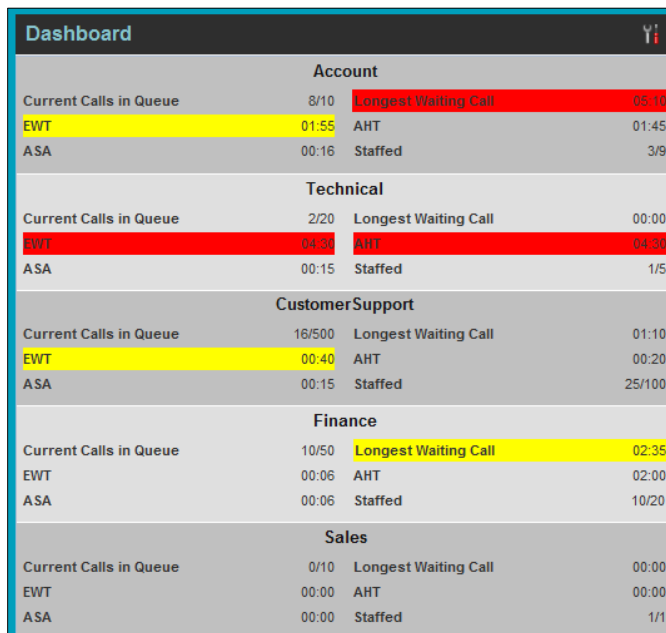 Dashboard
Account
Current Calls in Queue 8/10 Longest Waiting Call 05:10
EWT 01:55 AHT 01:45
ASA 00:16 Staffed 3/9
Technical
Current Calls in Queue 2/20 Longest Waiting Call 00:00
EWT 04:30 AHT 04:30
ASA 00:15 Staffed 1/5
CustomerSupport
Current Calls in Queue 16/500 Longest Waiting Call 01:10
EWT 00:40 AHT 00:20
ASA 00:15 Staffed 25/100
Finance
Current Calls in Queue 10/50 Longest Waiting Call 02:35
EWT 00:06 AHT 02:00
ASA 00:06 Staffed 10/20
Sales
Current Calls in Queue 0/10 Longest Waiting Call 00:00
EWT 00:00 AHT 00:00
ASA 00:00 Staffed 1/1